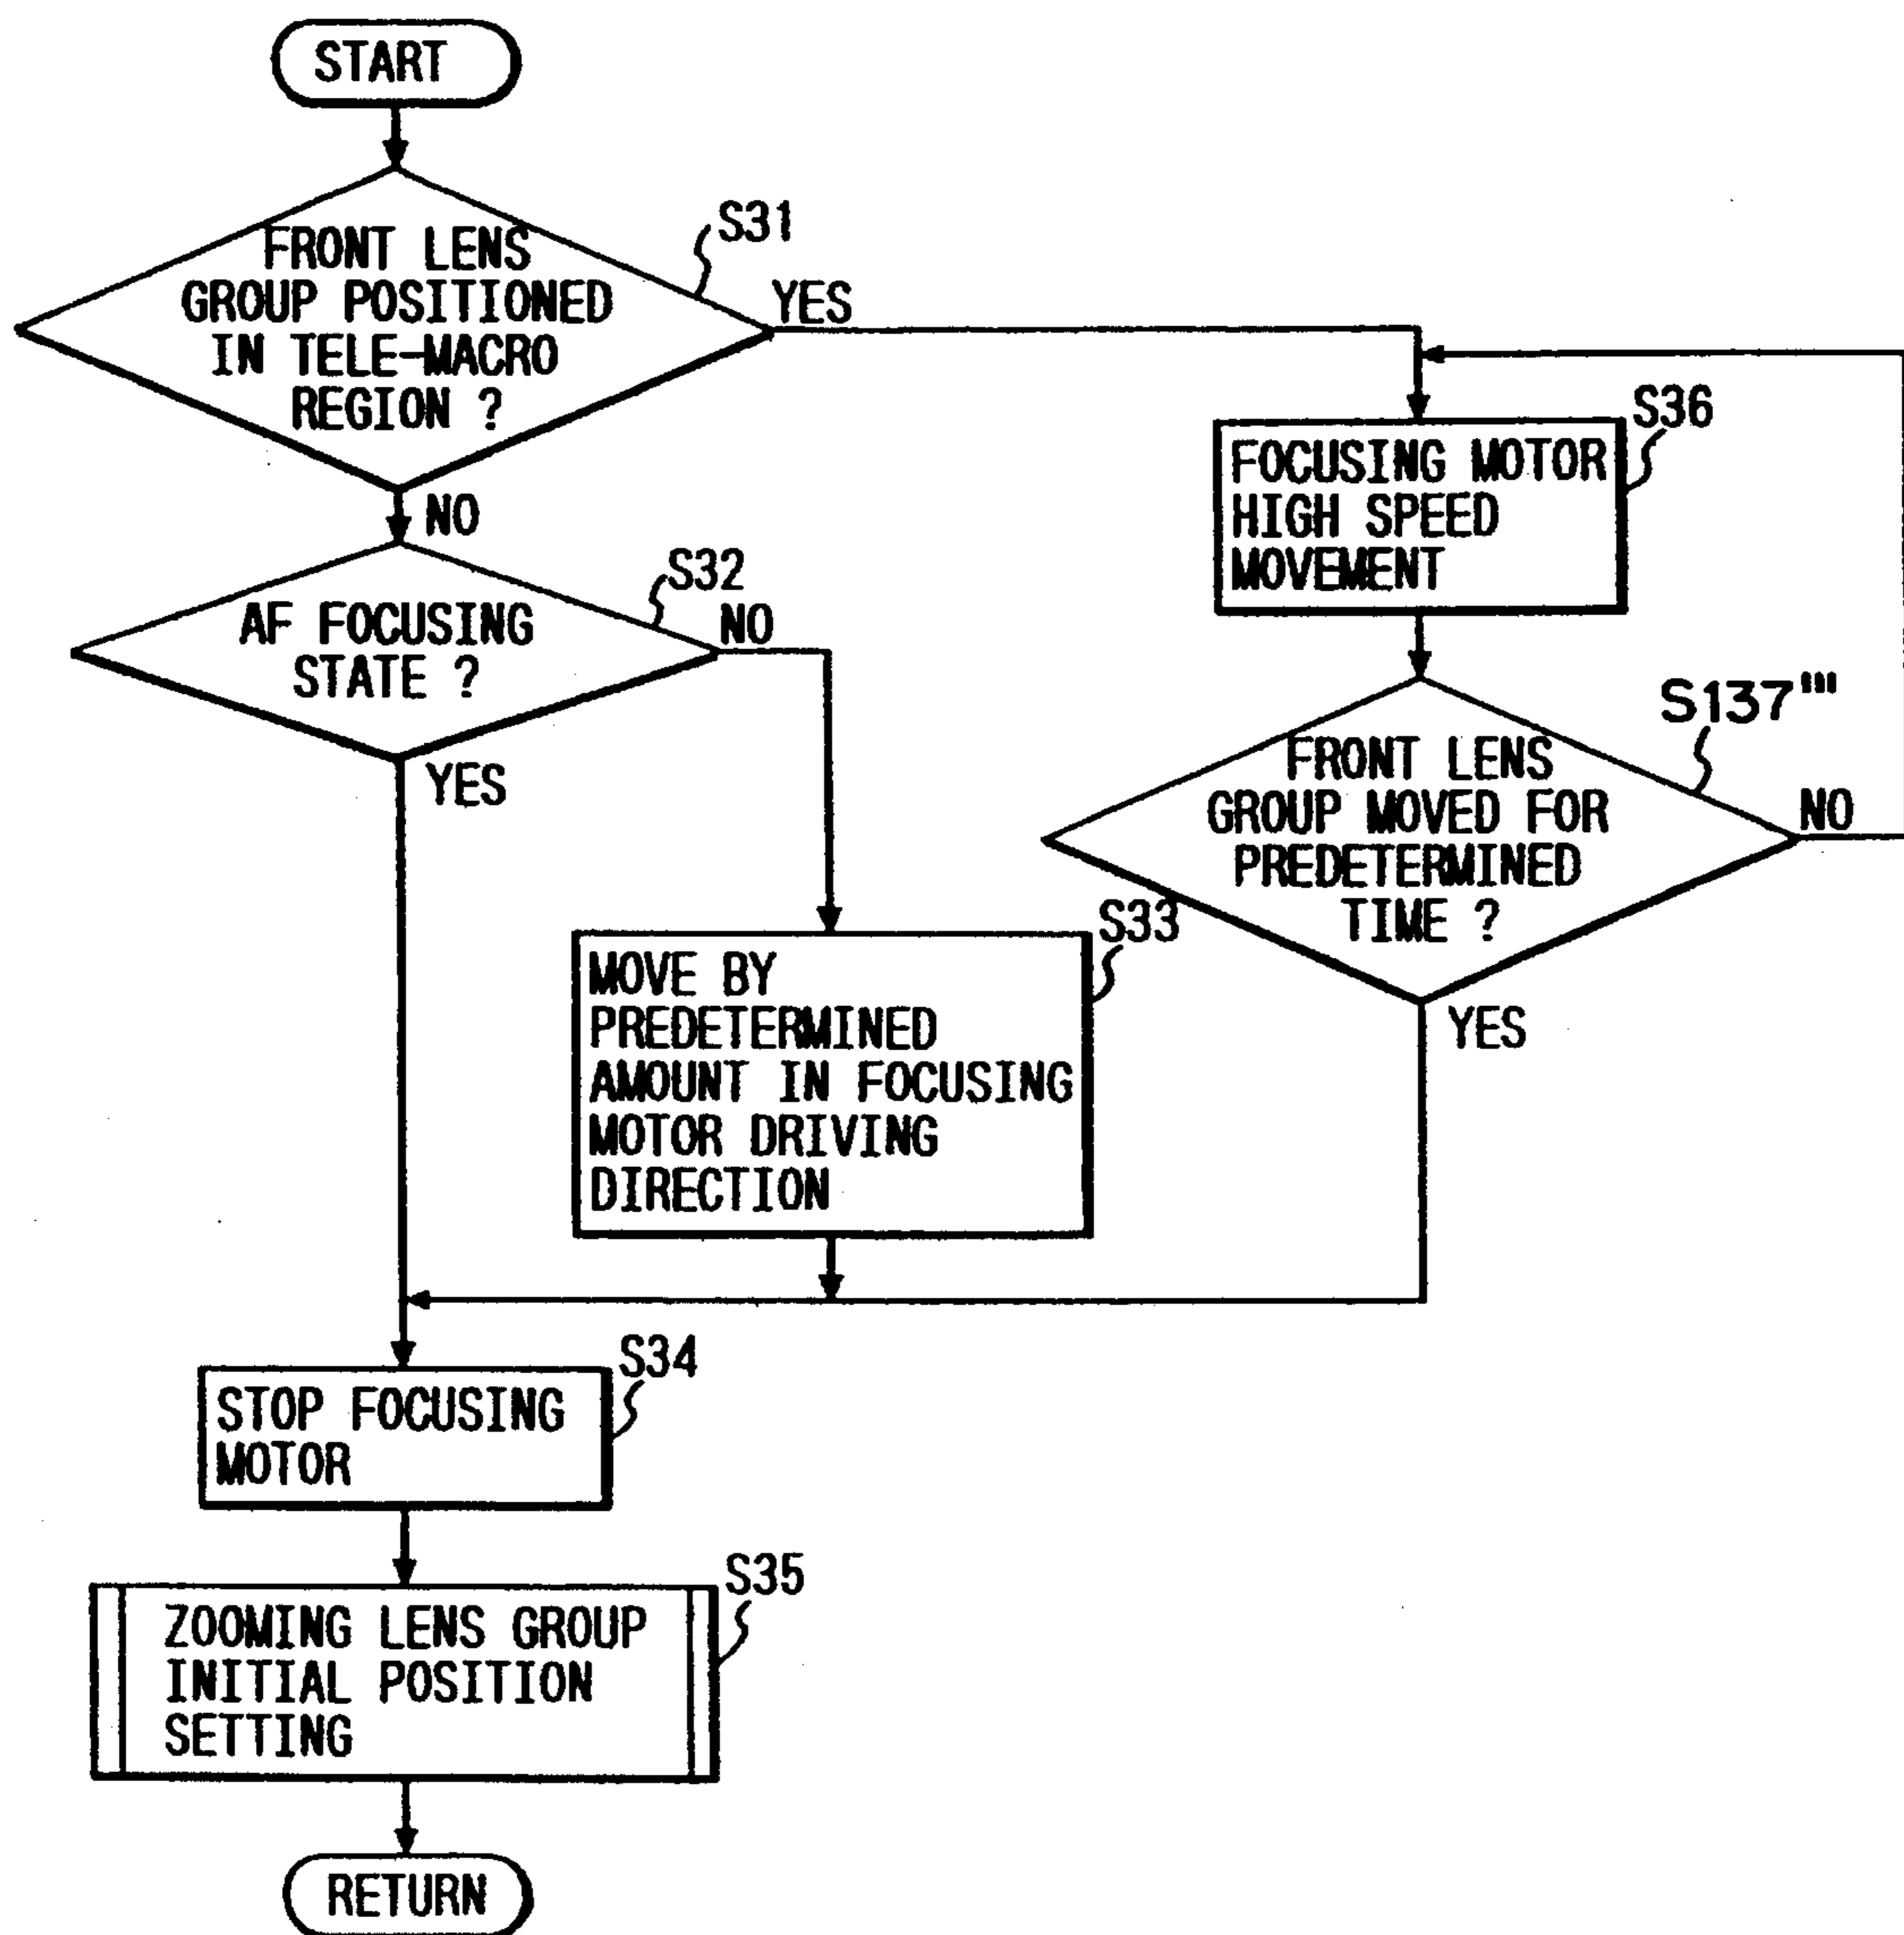 START
S31
FRONT LENS
GROUP POSITIONED
IN TELE-MACRO
REGION ?
YES
NO
S36
FOCUSING MOTOR
HIGH SPEED
MOVEMENT
S32
AF FOCUSING
STATE ?
NO
YES
S137'''''
FRONT LENS
GROUP MOVED FOR
PREDETERMINED
TIME ?
NO
YES
S33
MOVE BY
PREDETERMINED
AMOUNT IN FOCUSING
MOTOR DRIVING
DIRECTION
S34
STOP FOCUSING
MOTOR
S35
ZOOMING LENS GROUP
INITIAL POSITION
SETTING
RETURN